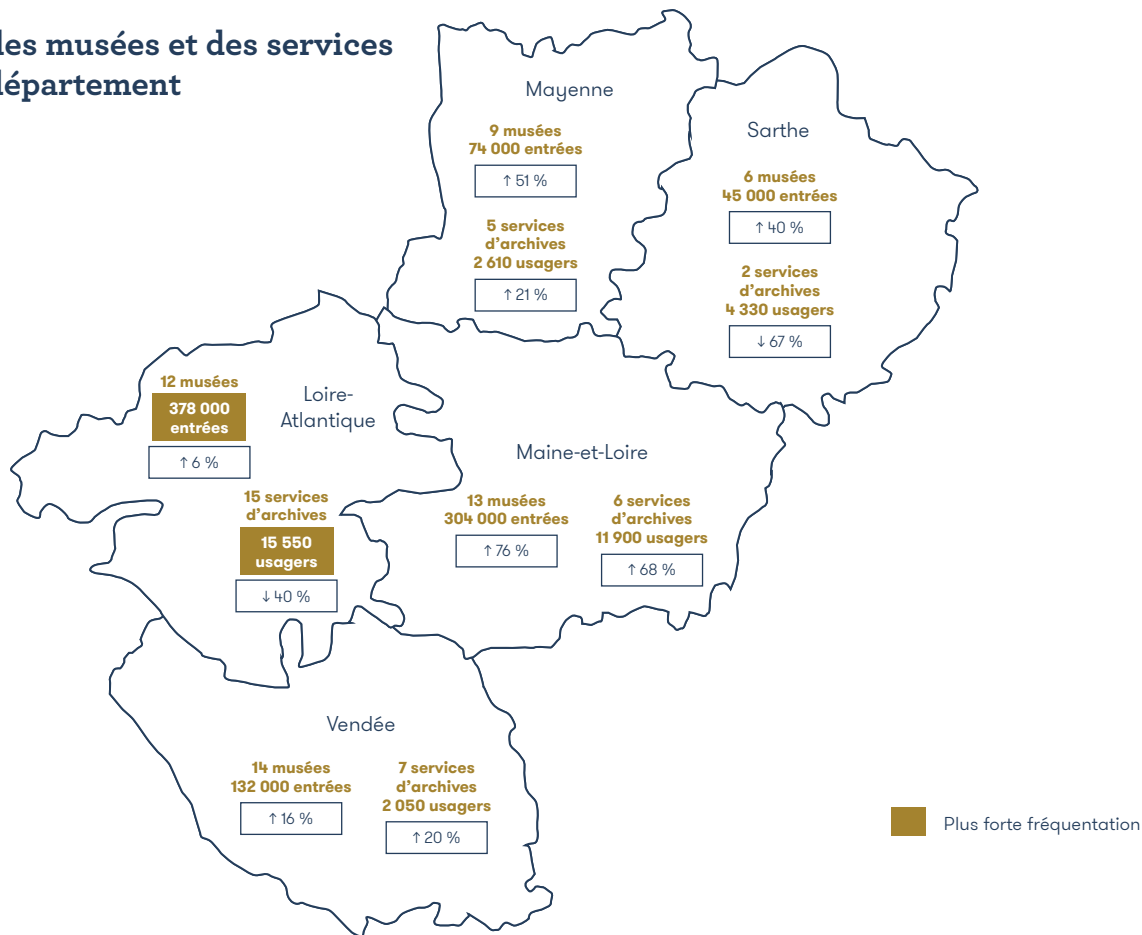 les musées et des services
département
Mayenne
9 musées
74 000 entrées
↑ 51 %
5 services
d'archives
2 610 usagers
↑ 21 %
Sarthe
6 musées
45 000 entrées
↑ 40 %
2 services
d'archives
4 330 usagers
↓ 67 %
Loire-
Atlantique
12 musées
378 000
entrées
↑ 6 %
15 services
d'archives
15 550
usagers
↓ 40 %
Maine-et-Loire
13 musées
304 000 entrées
↑ 76 %
6 services
d'archives
11 900 usagers
↑ 68 %
Vendée
14 musées
132 000 entrées
↑ 16 %
7 services
d'archives
2 050 usagers
↑ 20 %
Plus forte fréquentation